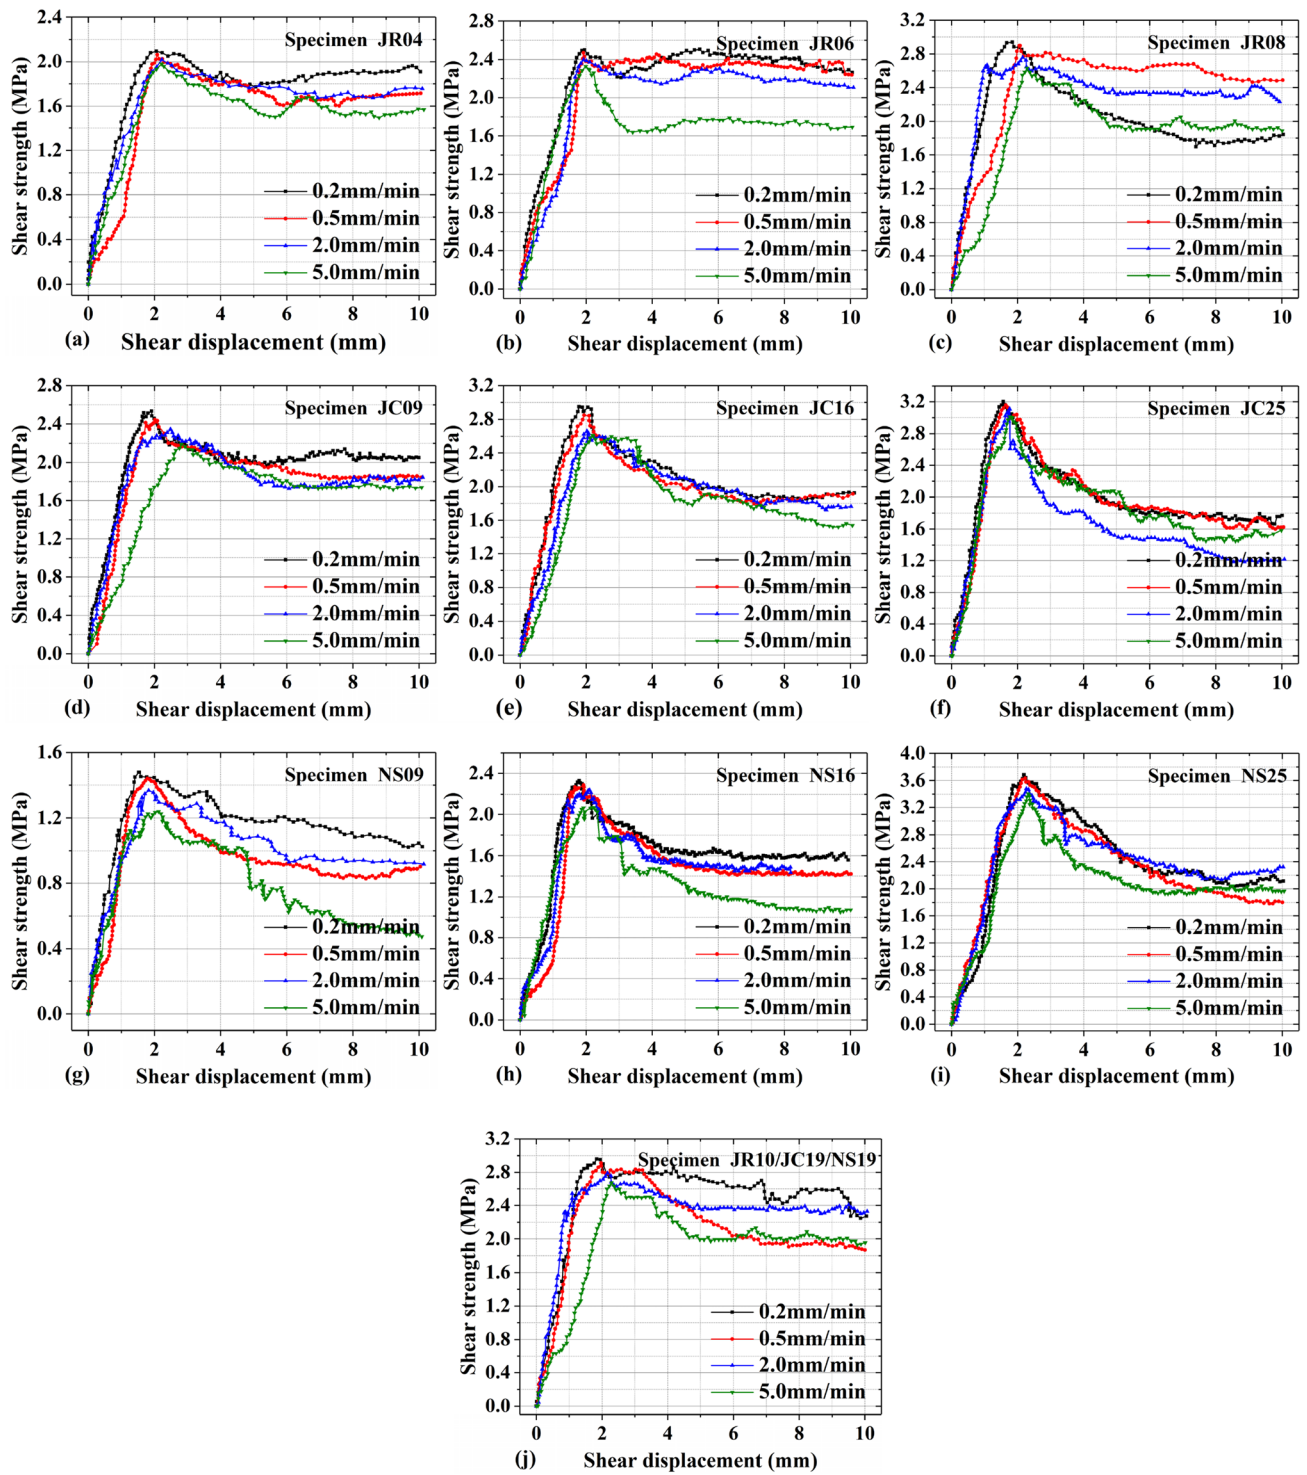 Specimen JR04
Shear strength (MPa)
2.4
2.0
1.6
1.2
0.8
0.4
0.0
0.2mm/min
0.5mm/min
2.0mm/min
5.0mm/min
0 2 4 6 8 10
(a) Shear displacement (mm)
Specimen JR06
Shear strength (MPa)
2.8
2.4
2.0
1.6
1.2
0.8
0.4
0.0
0.2mm/min
0.5mm/min
2.0mm/min
5.0mm/min
0 2 4 6 8 10
(b) Shear displacement (mm)
Specimen JR08
Shear strength (MPa)
3.2
2.8
2.4
2.0
1.6
1.2
0.8
0.4
0.0
0.2mm/min
0.5mm/min
2.0mm/min
5.0mm/min
0 2 4 6 8 10
(c) Shear displacement (mm)
Specimen JC09
Shear strength (MPa)
2.8
2.4
2.0
1.6
1.2
0.8
0.4
0.0
0.2mm/min
0.5mm/min
2.0mm/min
5.0mm/min
0 2 4 6 8 10
(d) Shear displacement (mm)
Specimen JC16
Shear strength (MPa)
3.2
2.8
2.4
2.0
1.6
1.2
0.8
0.4
0.0
0.2mm/min
0.5mm/min
2.0mm/min
5.0mm/min
0 2 4 6 8 10
(e) Shear displacement (mm)
Specimen JC25
Shear strength (MPa)
3.2
2.8
2.4
2.0
1.6
1.2
0.8
0.4
0.0
0.2mm/min
0.5mm/min
2.0mm/min
5.0mm/min
0 2 4 6 8 10
(f) Shear displacement (mm)
Specimen NS09
Shear strength (MPa)
1.6
1.2
0.8
0.4
0.0
0.2mm/min
0.5mm/min
2.0mm/min
5.0mm/min
0 2 4 6 8 10
(g) Shear displacement (mm)
Specimen NS16
Shear strength (MPa)
2.4
2.0
1.6
1.2
0.8
0.4
0.0
0.2mm/min
0.5mm/min
2.0mm/min
5.0mm/min
0 2 4 6 8 10
(h) Shear displacement (mm)
Specimen NS25
Shear strength (MPa)
4.0
3.6
3.2
2.8
2.4
2.0
1.6
1.2
0.8
0.4
0.0
0.2mm/min
0.5mm/min
2.0mm/min
5.0mm/min
0 2 4 6 8 10
(i) Shear displacement (mm)
Specimen JR10/JC19/NS19
Shear strength (MPa)
3.2
2.8
2.4
2.0
1.6
1.2
0.8
0.4
0.0
0.2mm/min
0.5mm/min
2.0mm/min
5.0mm/min
0 2 4 6 8 10
(j) Shear displacement (mm)